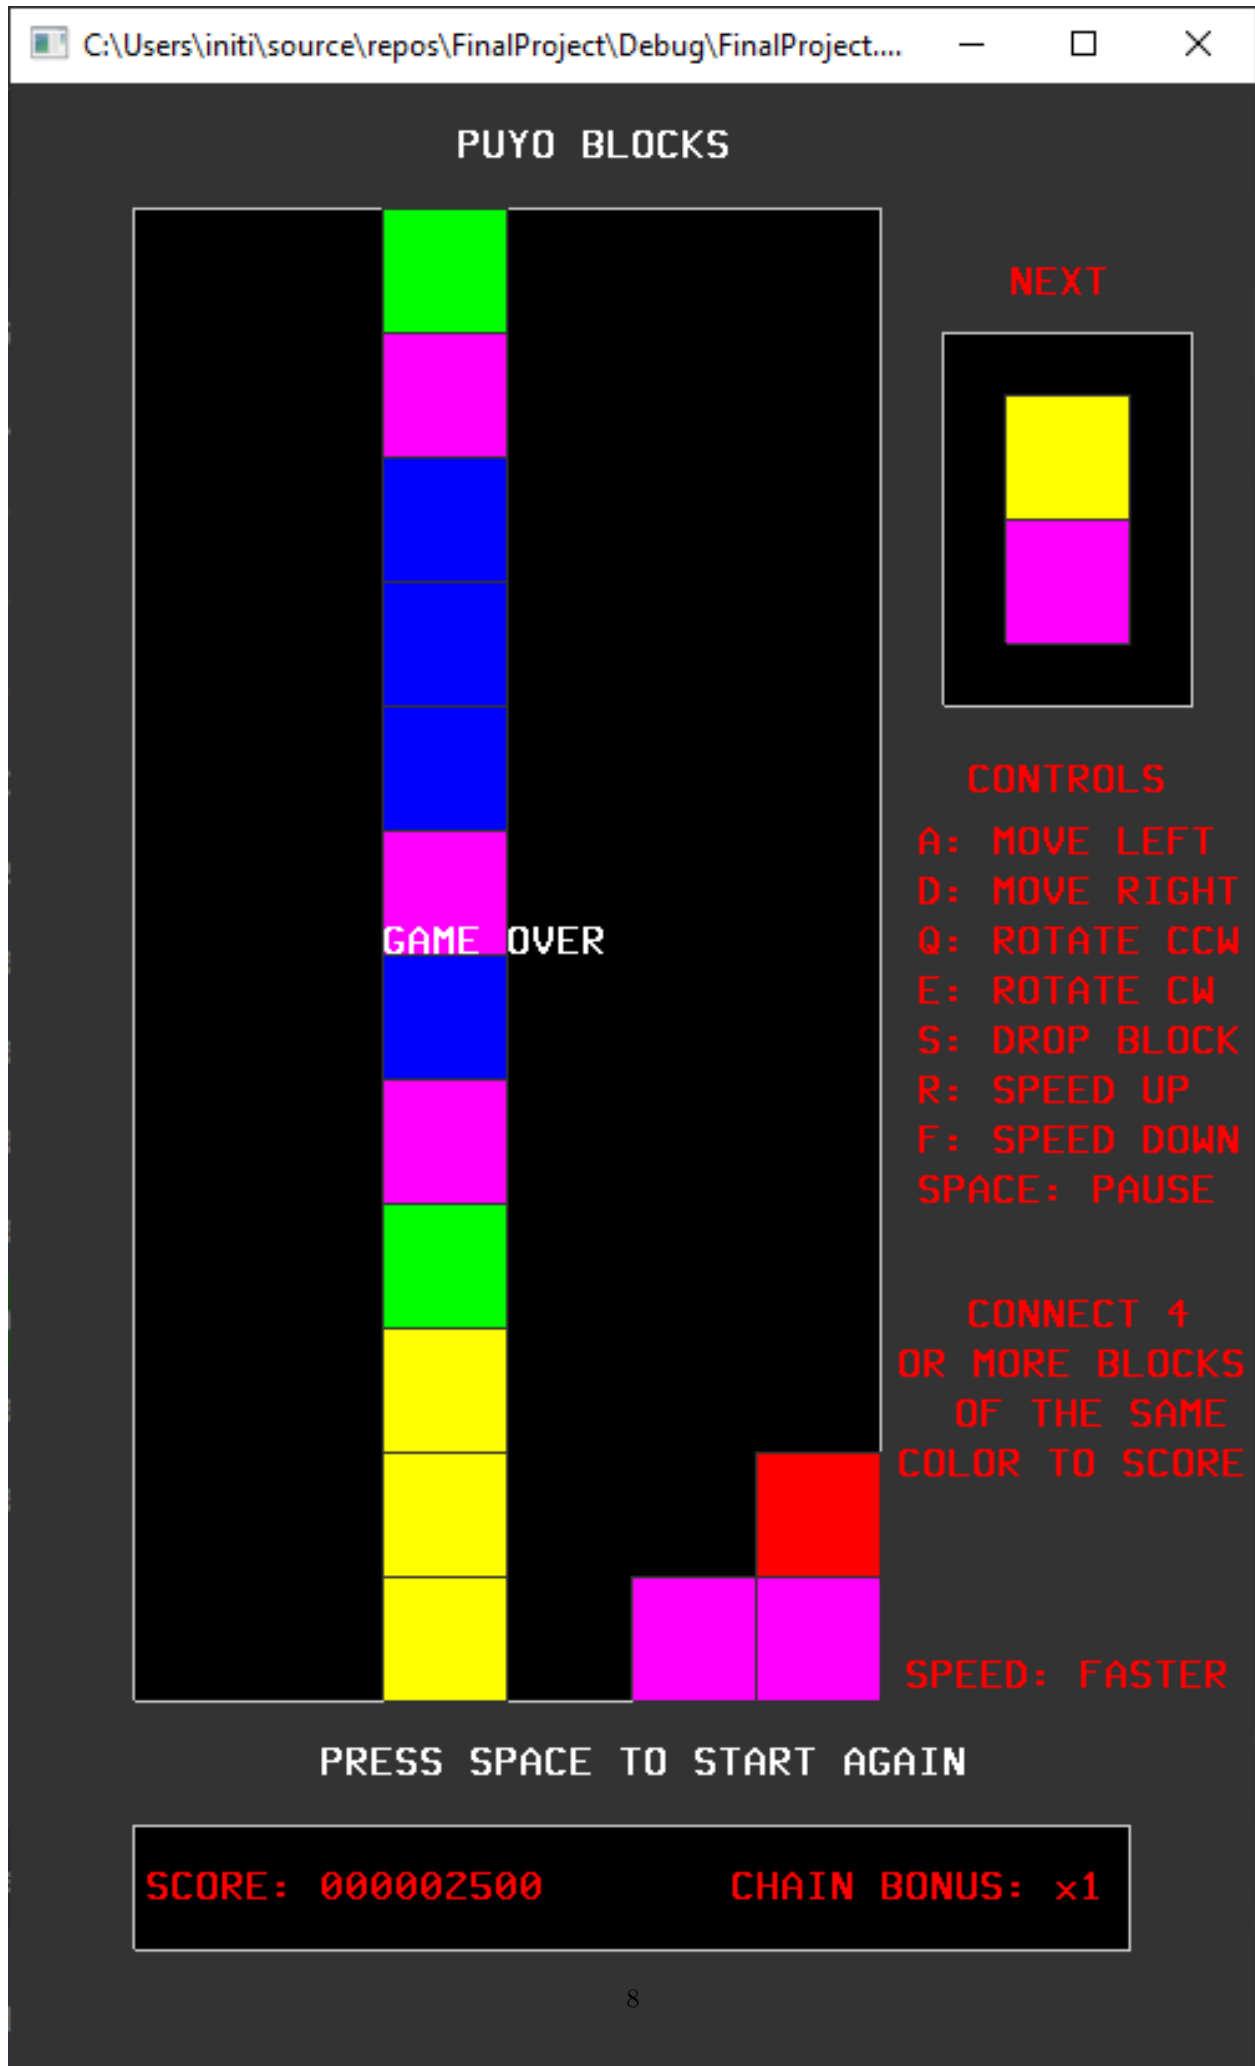 C:\Users\initi\source\repos\FinalProject\Debug\FinalProject....
PUYO BLOCKS
NEXT
CONTROLS
A: MOVE LEFT
D: MOVE RIGHT
Q: ROTATE CCW
E: ROTATE CW
S: DROP BLOCK
R: SPEED UP
F: SPEED DOWN
SPACE: PAUSE
GAME OVER
CONNECT 4
OR MORE BLOCKS
OF THE SAME
COLOR TO SCORE
SPEED: FASTER
PRESS SPACE TO START AGAIN
SCORE: 000002500 CHAIN BONUS: x1
8